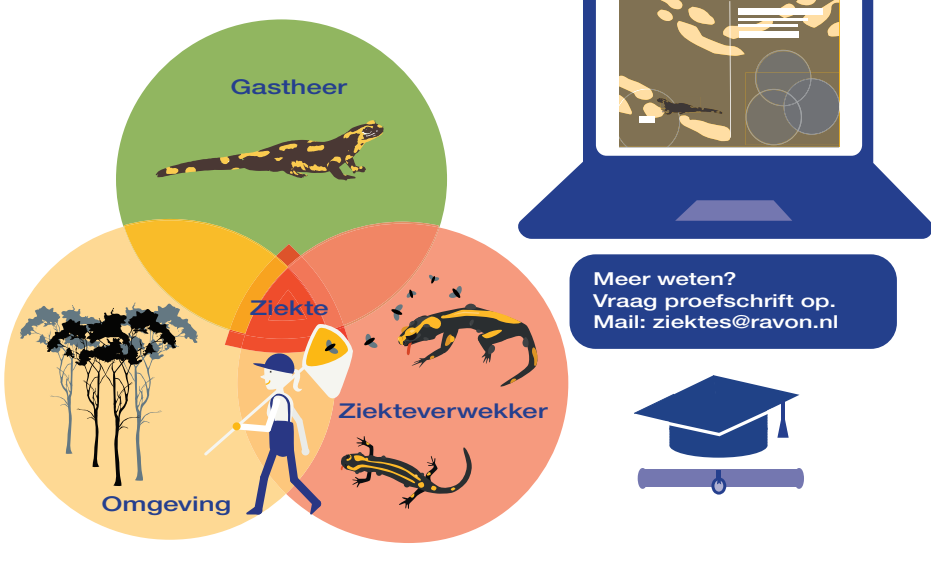 Gastheer
Ziekte
Ziekteverwekker
Omgeving
Meer weten?
Vraag proefschrift op.
Mail: ziektes@ravon.nl